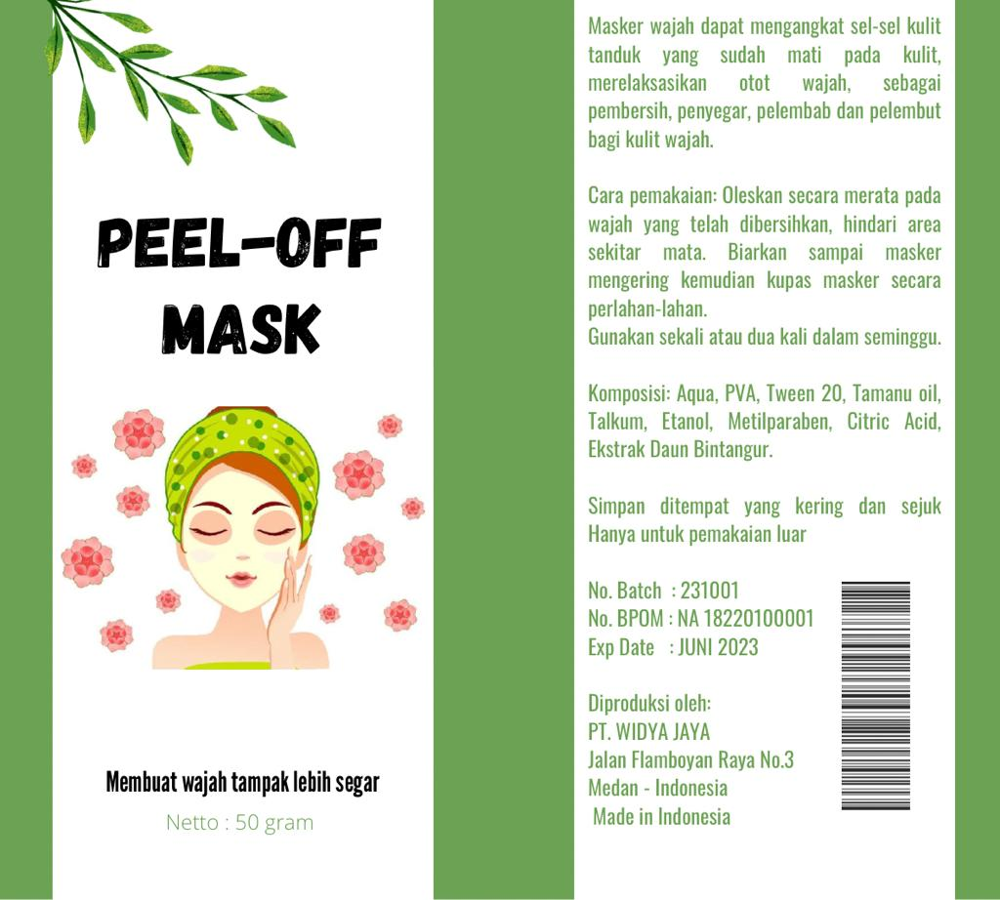 PEEL-OFF
MASK
Membuat wajah tampak lebih segar
Netto : 50 gram
Masker wajah dapat mengangkat sel-sel kulit
tanduk yang sudah mati pada kulit,
merelaksasikan otot wajah, sebagai
pembersih, penyegar, pelembab dan pelembut
bagi kulit wajah.
Cara pemakaian: Oleskan secara merata pada
wajah yang telah dibersihkan, hindari area
sekitar mata. Biarkan sampai masker
mengering kemudian kupas masker secara
perlahan-lahan.
Gunakan sekali atau dua kali dalam seminggu.
Komposisi: Aqua, PVA, Tween 20, Tamanu oil,
Talkum, Etanol, Metilparaben, Citric Acid,
Ekstrak Daun Bintangur.
Simpan ditempat yang kering dan sejuk
Hanya untuk pemakaian luar
No. Batch : 231001
No. BPOM : NA 18220100001
Exp Date : JUNI 2023
Diproduksi oleh:
PT. WIDYA JAYA
Jalan Flamboyan Raya No.3
Medan - Indonesia
Made in Indonesia